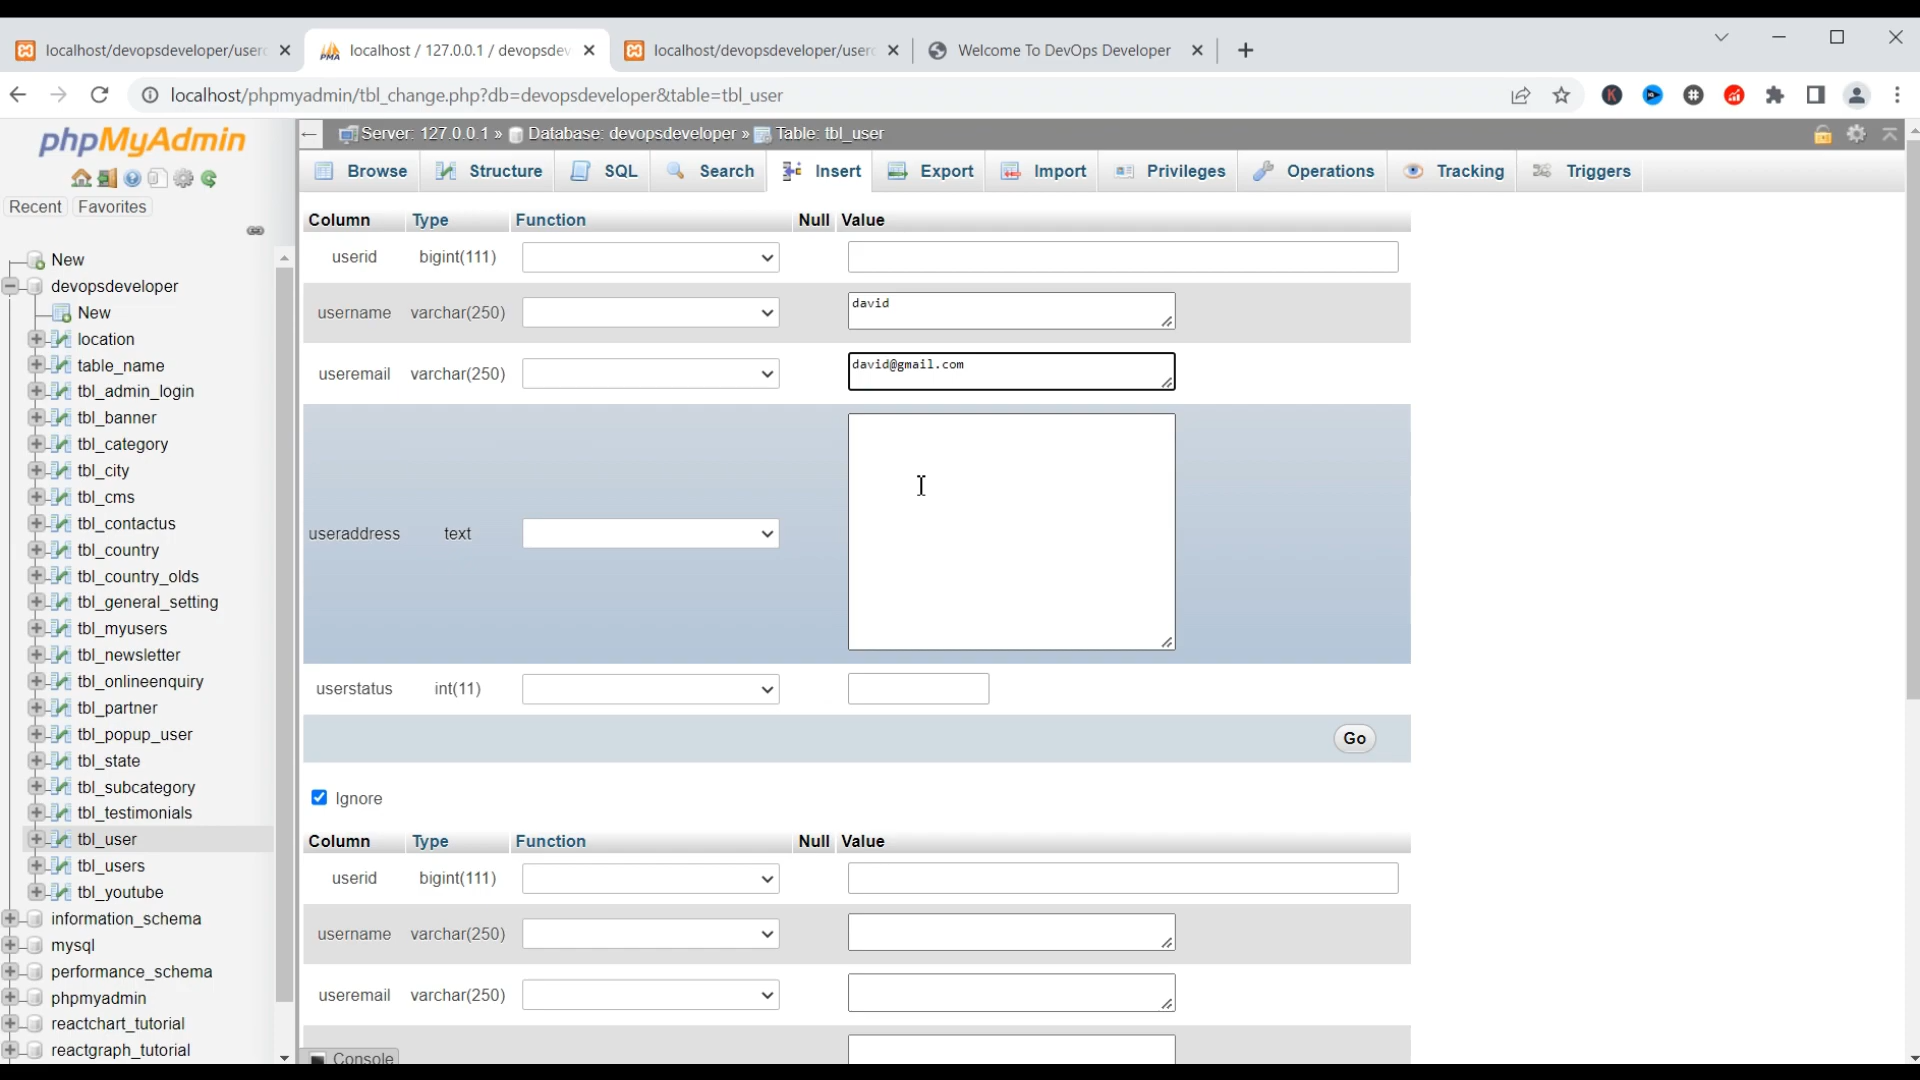 localhost/devopsdeveloper/user
localhost / 127.0.0.1 / devopsdev
localhost/devopsdeveloper/user
Welcome To DevOps Developer
localhost/phpmyadmin/tbl_change.php?db=devopsdeveloper&table=tbl_user
phpMyAdmin
Recent Favorites
New
devopsdeveloper
New
location
table_name
tbl_admin_login
tbl_banner
tbl_category
tbl_city
tbl_cms
tbl_contactus
tbl_country
tbl_country_olds
tbl_general_setting
tbl_myusers
tbl_newsletter
tbl_onlineenquiry
tbl_partner
tbl_popup_user
tbl_state
tbl_subcategory
tbl_testimonials
tbl_user
tbl_users
tbl_youtube
information_schema
mysql
performance_schema
phpmyadmin
reactchart_tutorial
reactgraph_tutorial
Server: 127.0.0.1 » Database: devopsdeveloper » Table: tbl_user
Browse Structure SQL Search Insert Export Import Privileges Operations Tracking Triggers
Column Type Function Null Value
userid bigint(111)
username varchar(250) david
useremail varchar(250) david@gmail.com
useraddress text
userstatus int(11)
Go
Ignore
Column Type Function Null Value
userid bigint(111)
username varchar(250)
useremail varchar(250)
Console